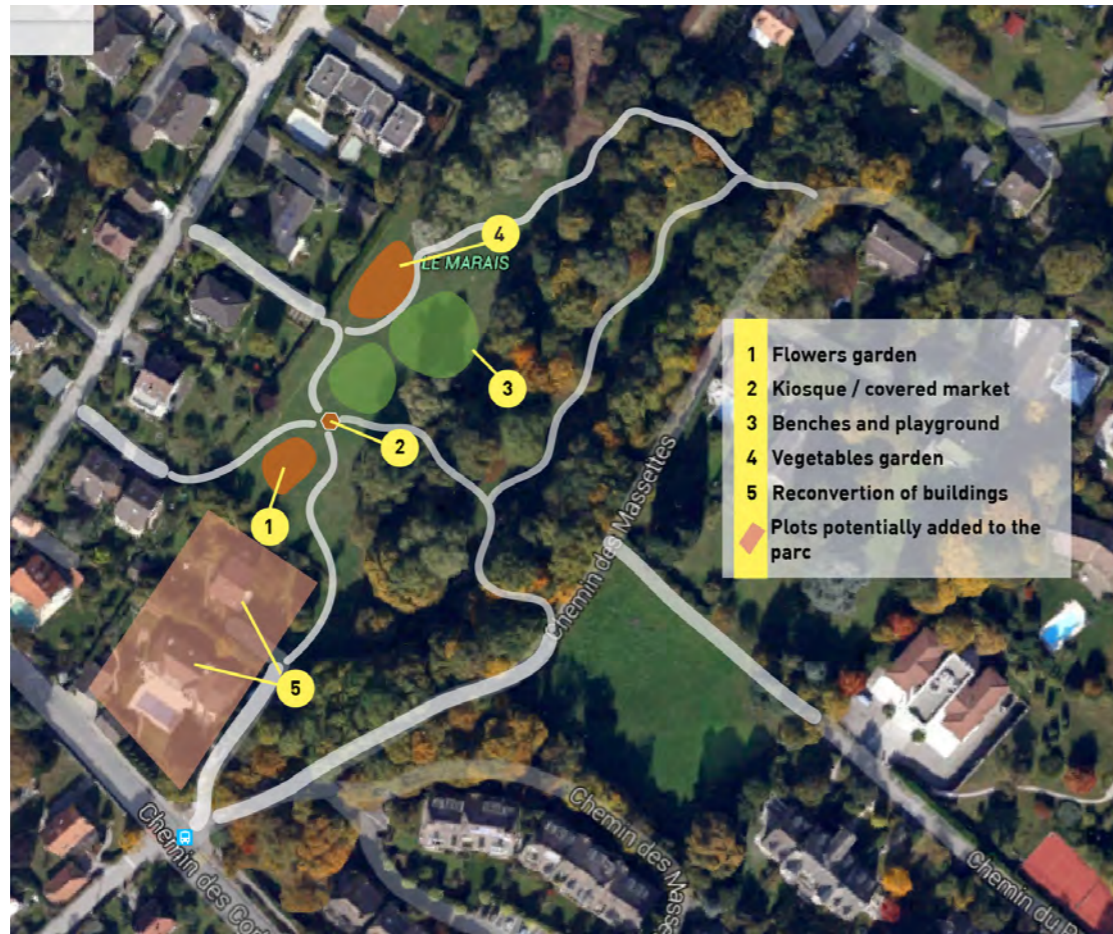 4
LE MARAIS
3
2
1
5
1 Flowers garden
2 Kiosque / covered market
3 Benches and playground
4 Vegetables garden
5 Reconvertion of buildings
Plots potentially added to the
parc
Chemin des Massettes
Chemin des
Chemin des
Chemin du